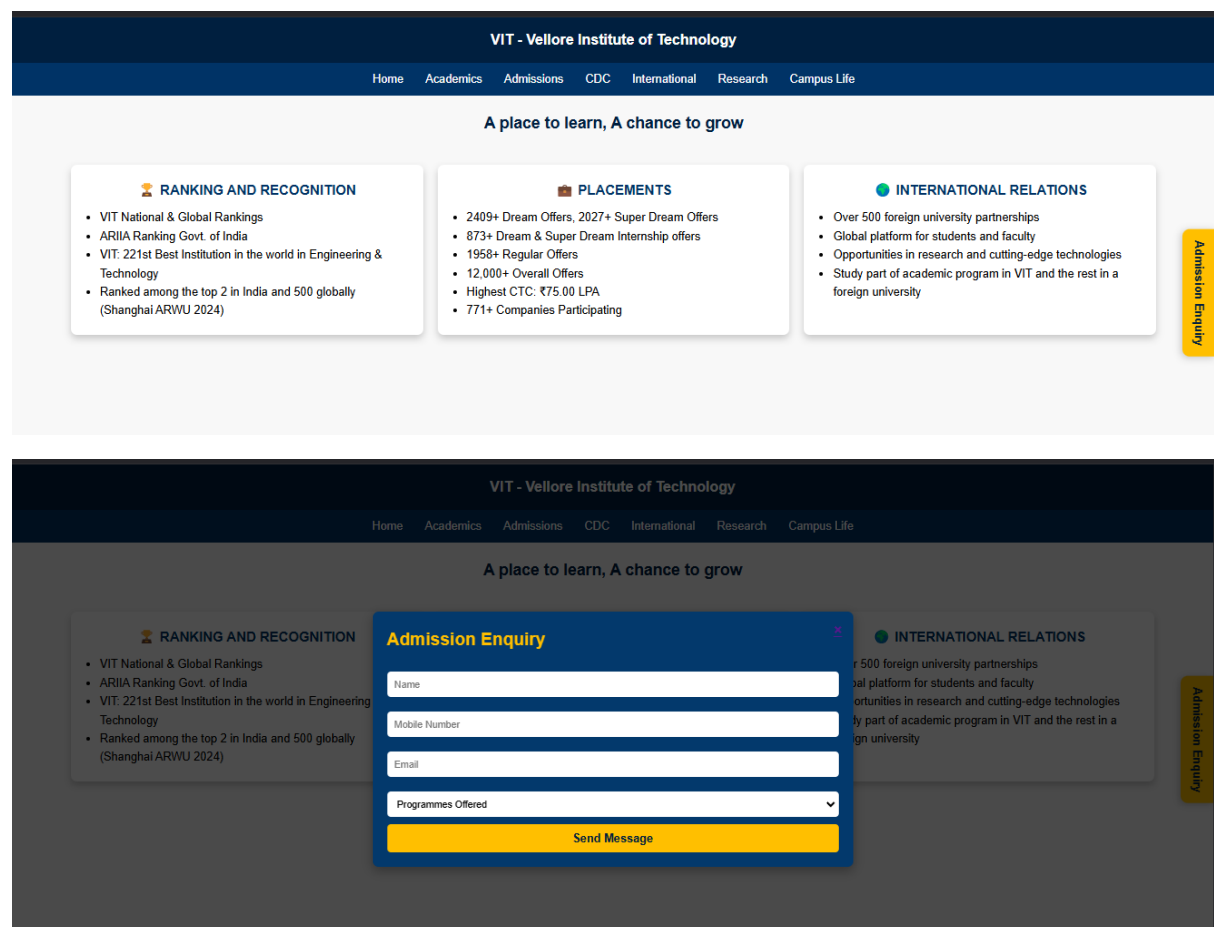 VIT - Vellore Institute of Technology
Home Academics Admissions CDC International Research Campus Life
A place to learn, A chance to grow
🏆 RANKING AND RECOGNITION
• VIT National & Global Rankings
• ARIIA Ranking Govt. of India
• VIT: 221st Best Institution in the world in Engineering &
Technology
• Ranked among the top 2 in India and 500 globally
(Shanghai ARWU 2024)
💼 PLACEMENTS
• 2409+ Dream Offers, 2027+ Super Dream Offers
• 873+ Dream & Super Dream Internship offers
• 1958+ Regular Offers
• 12,000+ Overall Offers
• Highest CTC: ₹75.00 LPA
• 771+ Companies Participating
🌍 INTERNATIONAL RELATIONS
• Over 500 foreign university partnerships
• Global platform for students and faculty
• Opportunities in research and cutting-edge technologies
• Study part of academic program in VIT and the rest in a
foreign university
Admission Enquiry
VIT - Vellore Institute of Technology
Home Academics Admissions CDC International Research Campus Life
A place to learn, A chance to grow
🏆 RANKING AND RECOGNITION
• VIT National & Global Rankings
• ARIIA Ranking Govt. of India
• VIT: 221st Best Institution in the world in Engineering
Technology
• Ranked among the top 2 in India and 500 globally
(Shanghai ARWU 2024)
Admission Enquiry
Name
Mobile Number
Email
Programmes Offered
Send Message
🌍 INTERNATIONAL RELATIONS
500 foreign university partnerships
platform for students and faculty
in research and cutting-edge technologies
part of academic program in VIT and the rest in a
university
Admission Enquiry